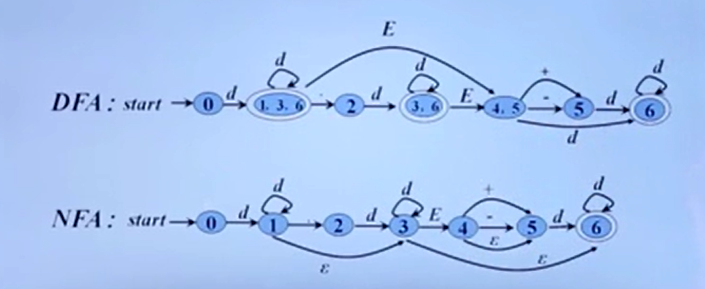 E
d d d
DFA : start 0 d 1, 3, 6 . 2 d 3, 6 E 4, 5 + - 5 d 6
d
d d + d
NFA : start 0 d 1 . 2 d 3 E 4 - 5 d 6
ε ε ε